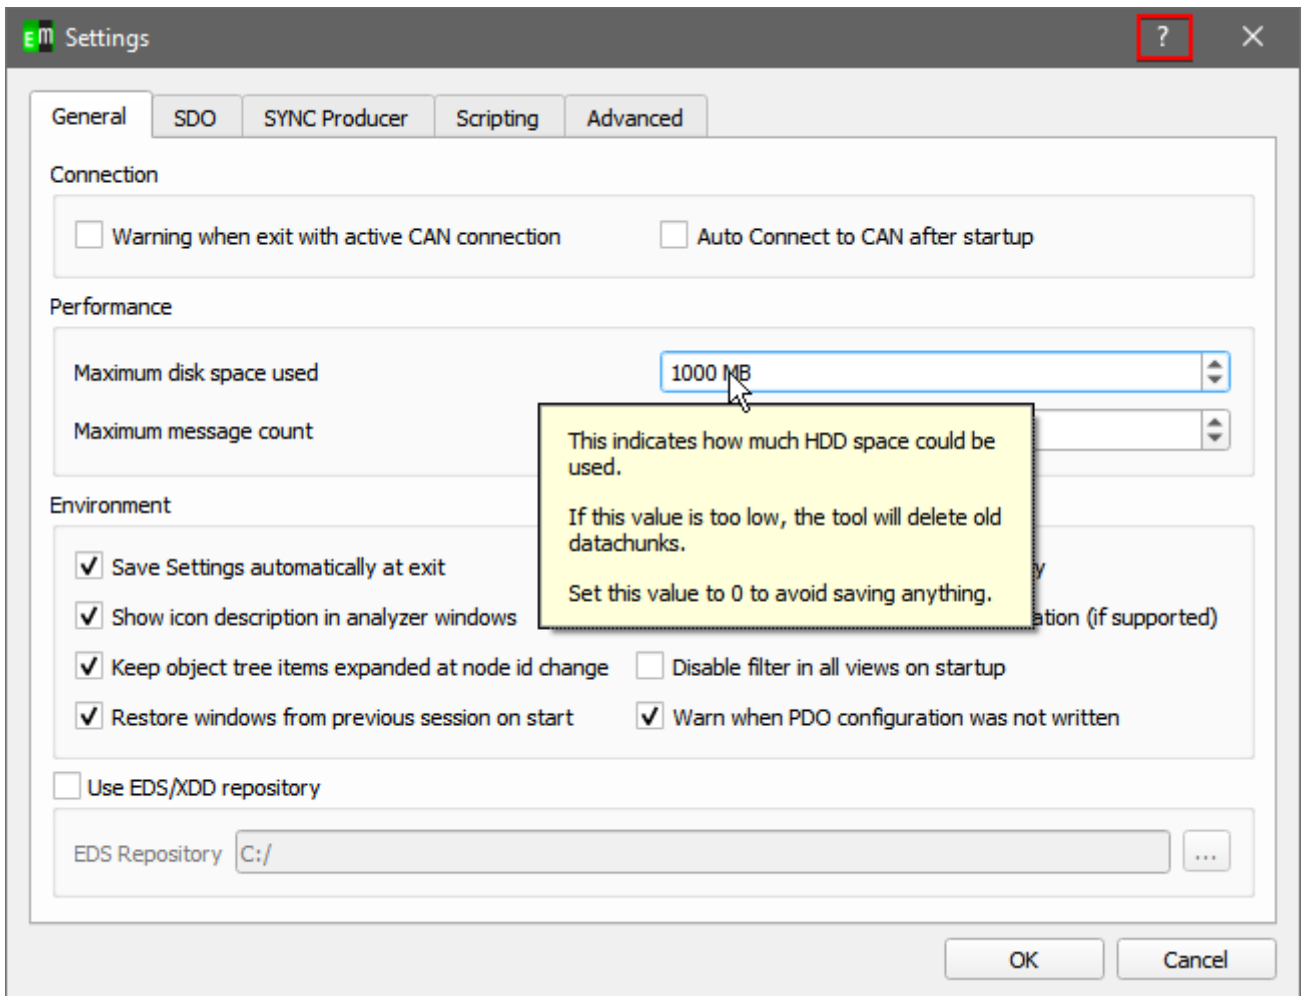 Em Settings ?
General SDO SYNC Producer Scripting Advanced
Connection
Warning when exit with active CAN connection Auto Connect to CAN after startup
Performance
Maximum disk space used 1000 MB
Maximum message count
This indicates how much HDD space could be
used.
If this value is too low, the tool will delete old
datachunks.
Set this value to 0 to avoid saving anything.
Environment
Save Settings automatically at exit
Show icon description in analyzer windows (if supported)
Keep object tree items expanded at node id change Disable filter in all views on startup
Restore windows from previous session on start Warn when PDO configuration was not written
Use EDS/XDD repository
EDS Repository C:/ ...
OK Cancel